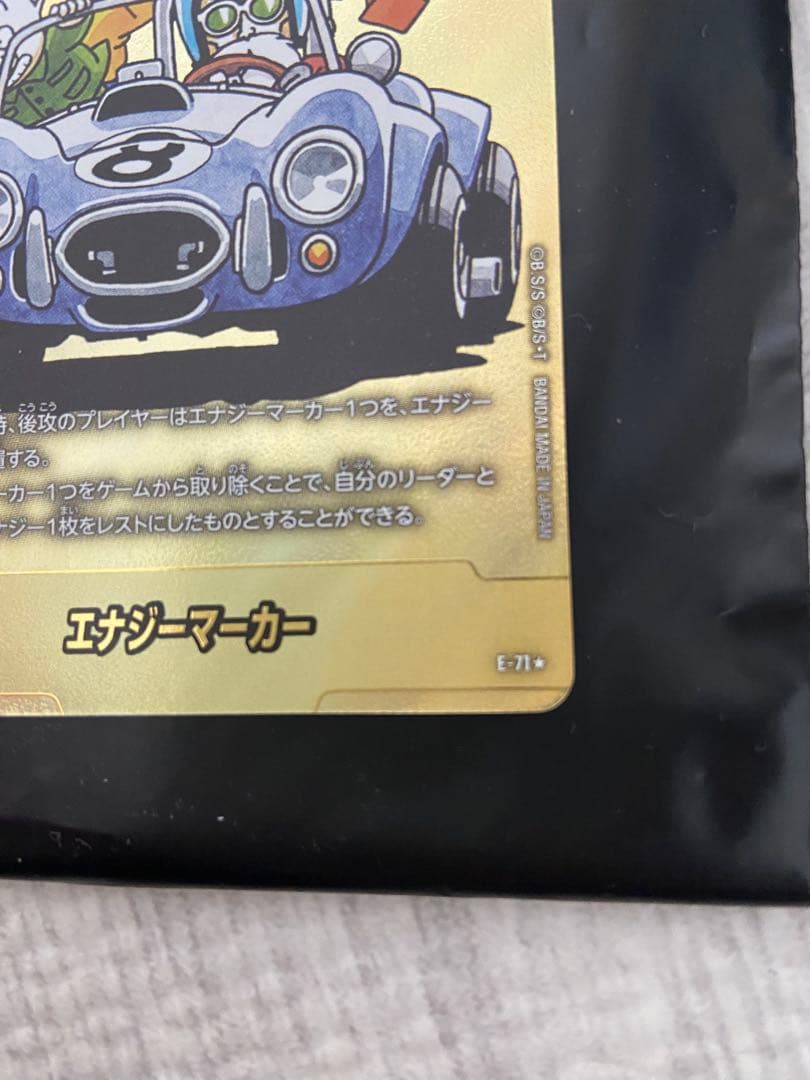 8
時、後攻のプレイヤーはエナジーマーカー1つを、エナジー
置する。
ーカー1つをゲームから取り除くことで、自分のリーダーと
ナジー1枚をレストにしたものとすることができる。
エナジーマーカー
E-71★
©B S/S ©B/S・T BANDAI MADE IN JAPAN